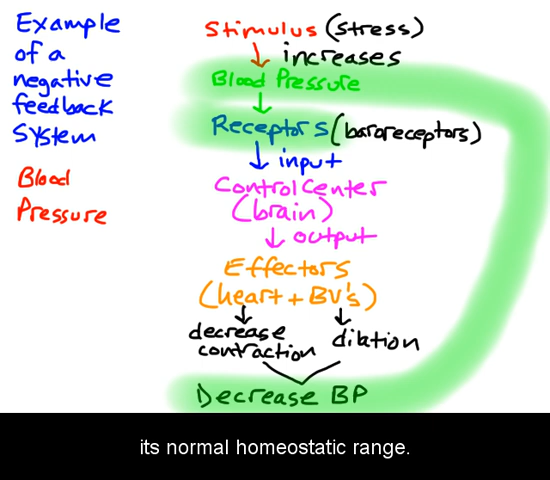 Example
of a
negative
feedback
system
Blood
Pressure
Stimulus (stress)
↓ increases
Blood Pressure
↓
Receptors (baroreceptors)
↓ input
Control Center
(brain)
↓ output
Effectors
(heart + BV's)
↓ ↓
decrease
contraction
dilation
Decrease BP
its normal homeostatic range.